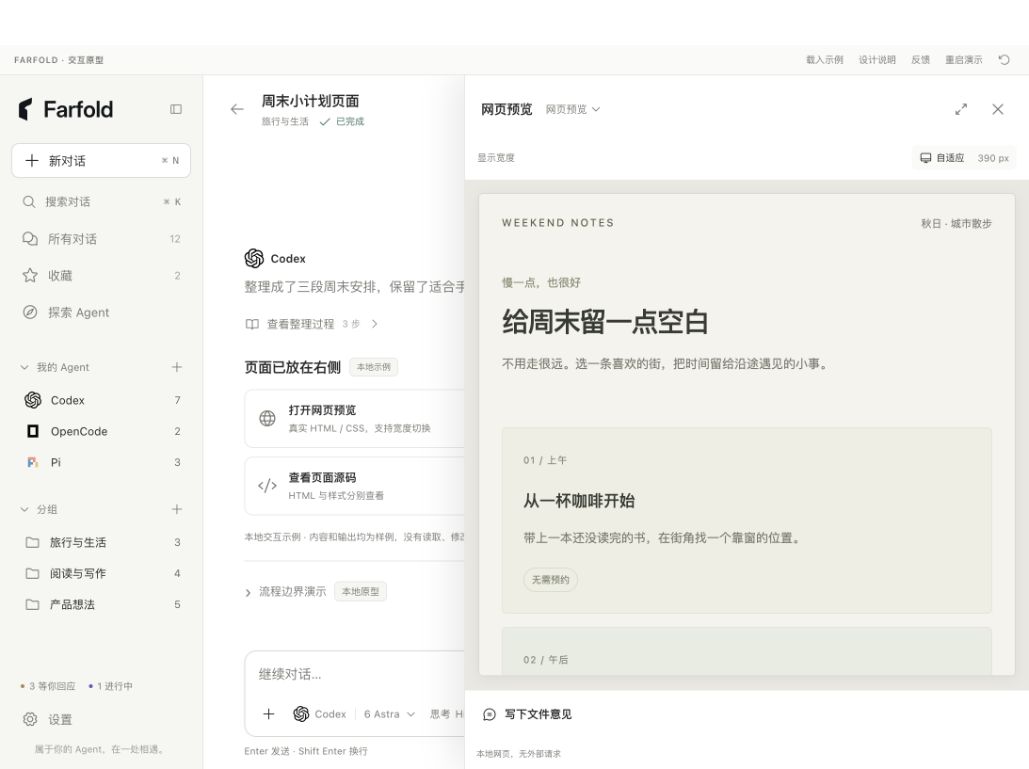 FARFOLD · 交互原型
载入示例 设计说明 反馈 重启演示
Farfold
新对话 ⌘ N
搜索对话 ⌘ K
所有对话 12
收藏 2
探索 Agent
我的 Agent
Codex 7
OpenCode 2
Pi 3
分组
旅行与生活 3
阅读与写作 4
产品想法 5
3 等你回应 1 进行中
设置
属于你的 Agent，在一处相遇。
周末小计划页面
旅行与生活 已完成
Codex
整理成了三段周末安排，保留了适合手
查看整理过程 3 步
页面已放在右侧 本地示例
打开网页预览
真实 HTML / CSS，支持宽度切换
查看页面源码
HTML 与样式分别查看
本地交互示例 · 内容和输出均为样例，没有读取、修改
流程边界演示 本地原型
继续对话...
Codex 6 Astra 思考 Hi
Enter 发送 · Shift Enter 换行
网页预览 网页预览
显示宽度 自适应 390 px
WEEKEND NOTES 秋日 · 城市散步
慢一点，也很好
给周末留一点空白
不用走很远。选一条喜欢的街，把时间留给沿途遇见的小事。
01 / 上午
从一杯咖啡开始
带上一本还没读完的书，在街角找一个靠窗的位置。
无需预约
02 / 午后
写下文件意见
本地网页，无外部请求